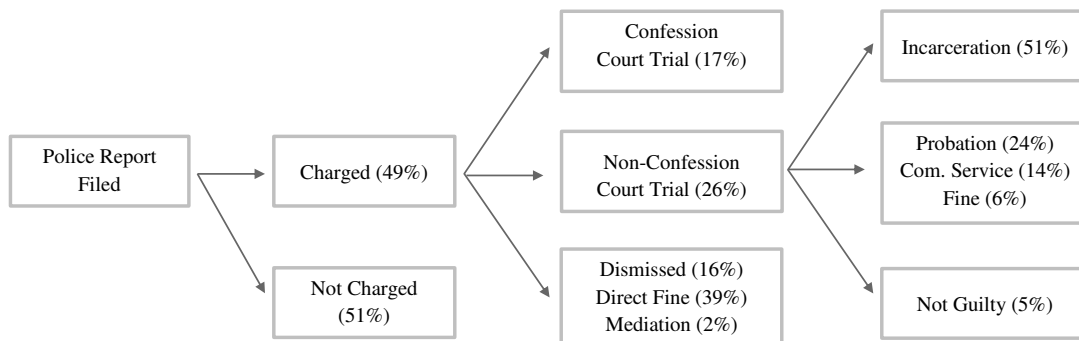 Police Report
Filed
Charged (49%)
Not Charged
(51%)
Confession
Court Trial (17%)
Non-Confession
Court Trial (26%)
Dismissed (16%)
Direct Fine (39%)
Mediation (2%)
Incarceration (51%)
Probation (24%)
Com. Service (14%)
Fine (6%)
Not Guilty (5%)